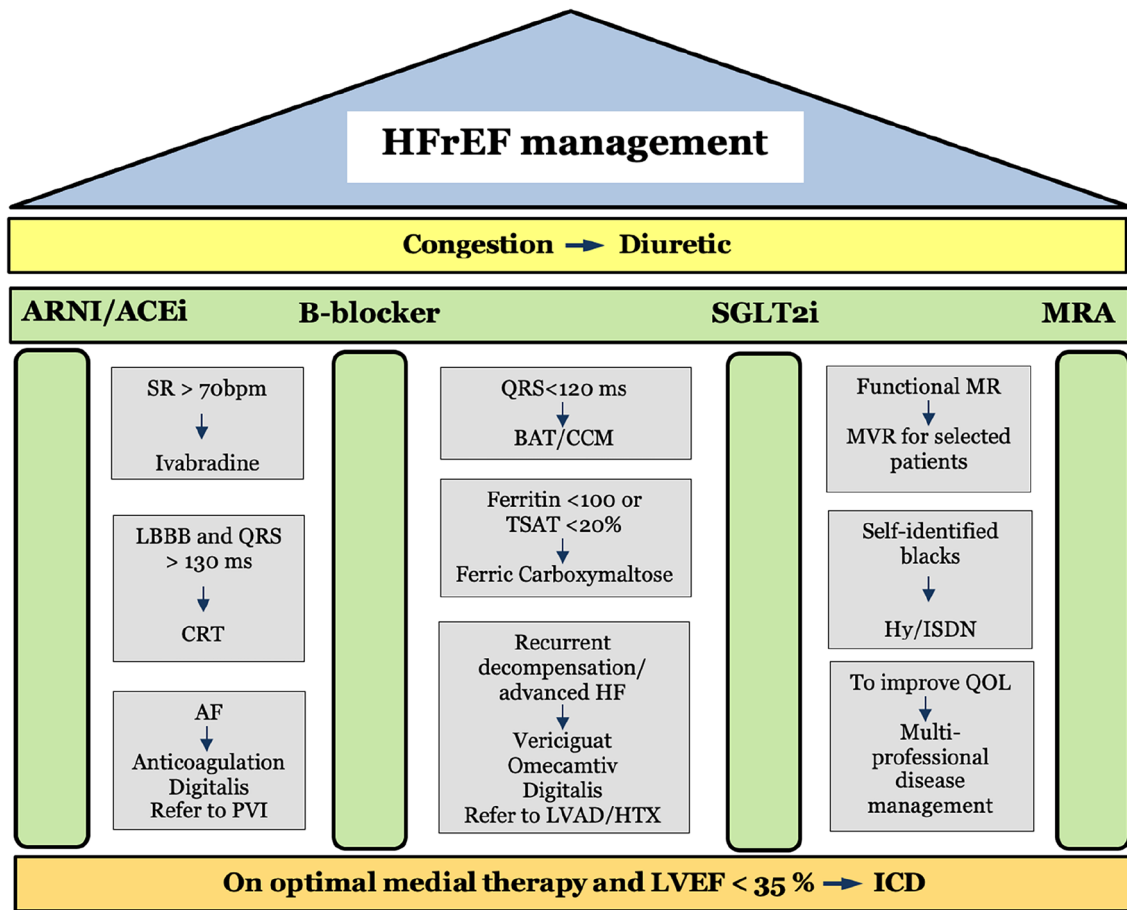 HFrEF management
Congestion → Diuretic
ARNI/ACEi B-blocker SGLT2i MRA
SR > 70bpm
Ivabradine
LBBB and QRS
> 130 ms
CRT
AF
Anticoagulation
Digitalis
Refer to PVI
QRS<120 ms
BAT/CCM
Ferritin <100 or
TSAT <20%
Ferric Carboxymaltose
Recurrent
decompensation/
advanced HF
Vericiguat
Omecamtiv
Digitalis
Refer to LVAD/HTX
Functional MR
MVR for selected
patients
Self-identified
blacks
Hy/ISDN
To improve QOL
Multi-
professional
disease
management
On optimal medial therapy and LVEF < 35 % → ICD